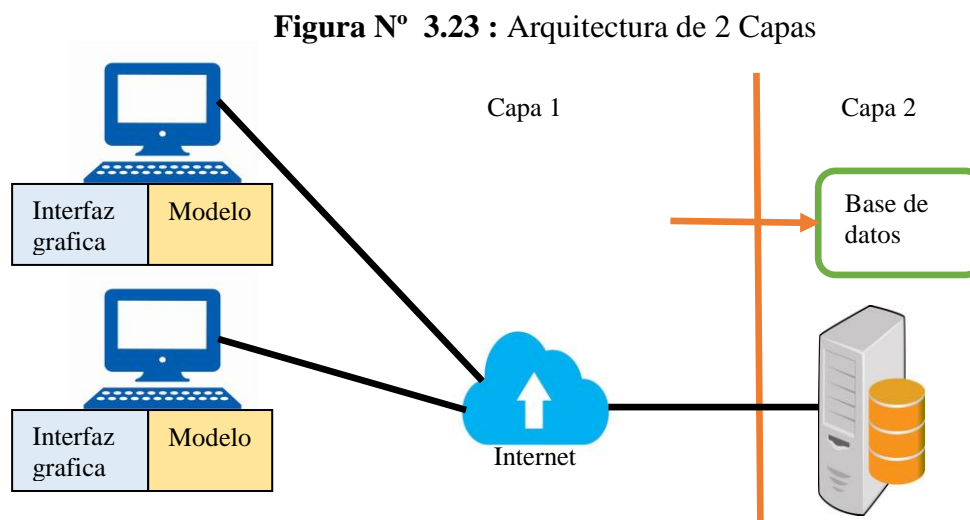 Figura Nº 3.23 : Arquitectura de 2 Capas
Capa 1
Capa 2
Interfaz
grafica
Modelo
Base de
datos
Interfaz
grafica
Modelo
Internet